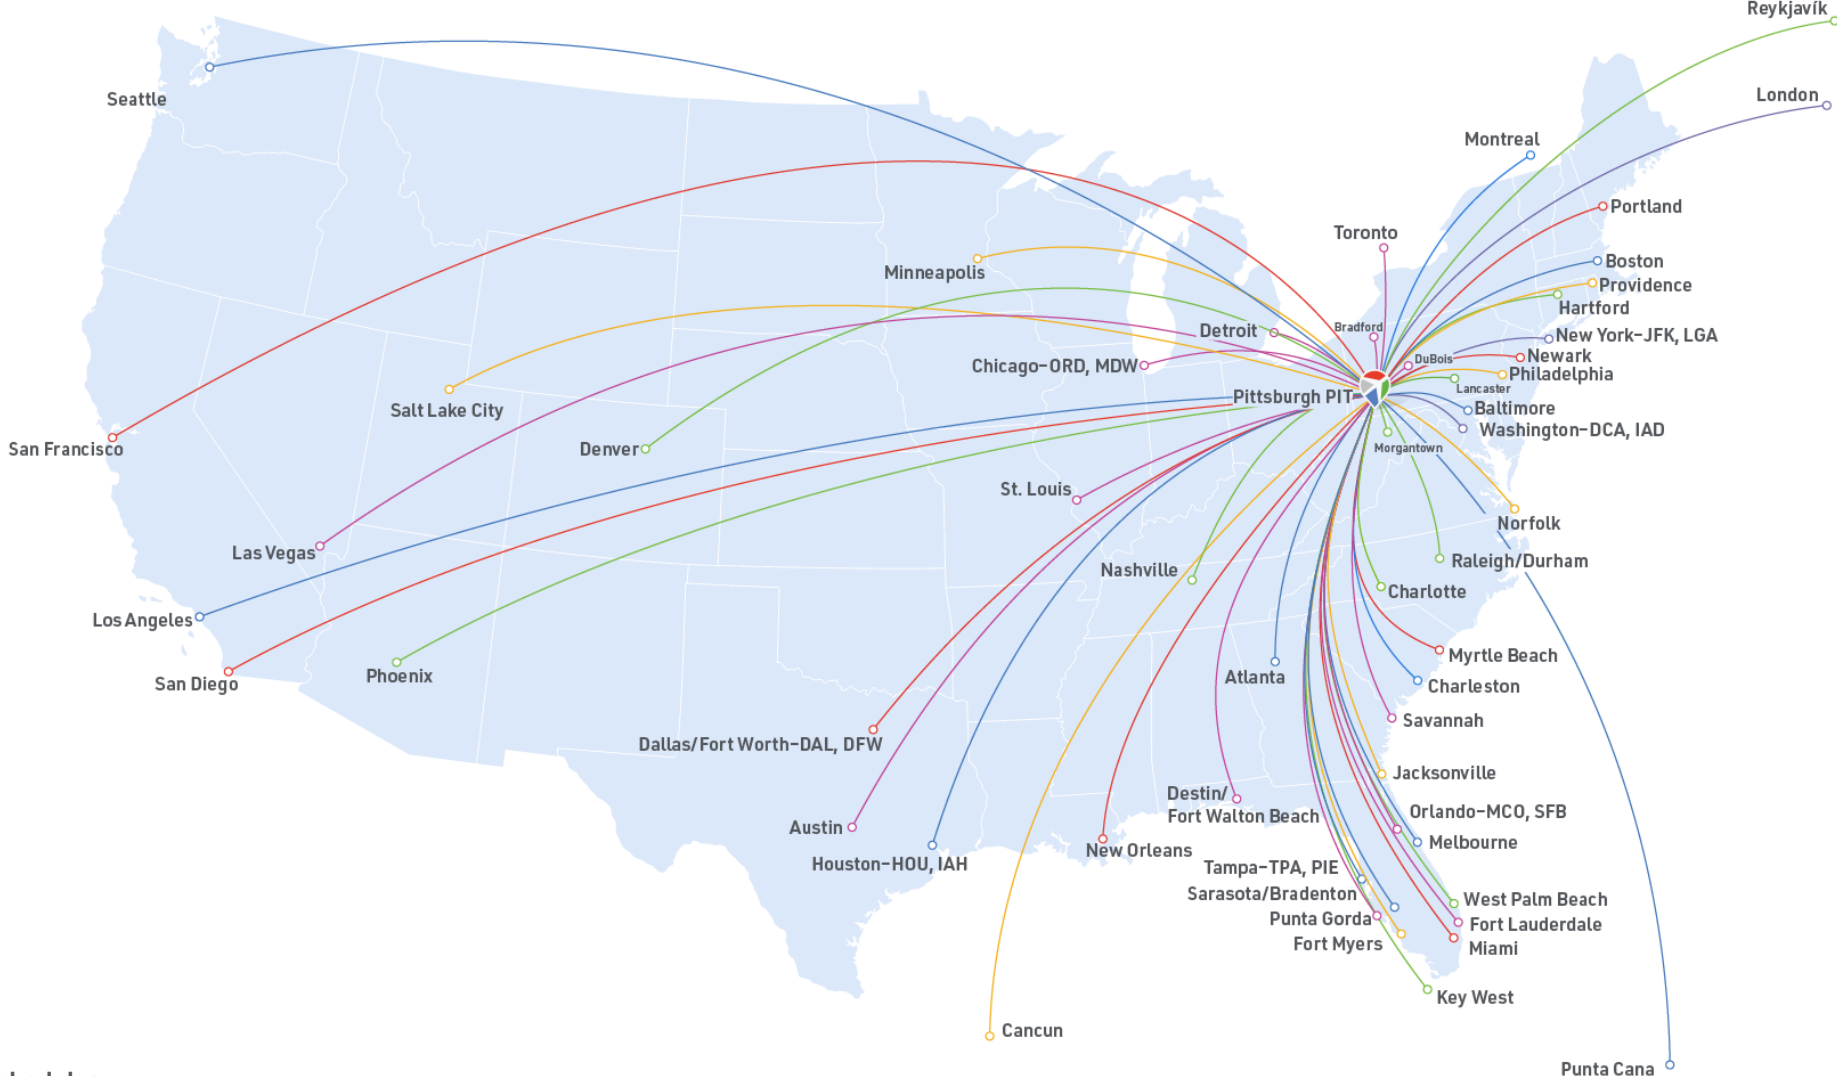 Reykjavík
London
Seattle
Montreal
Portland
Toronto
Boston
Minneapolis
Providence
Hartford
Bradford
Detroit
New York–JFK, LGA
DuBois
Newark
Chicago–ORD, MDW
Philadelphia
Lancaster
Pittsburgh PIT
Salt Lake City
Baltimore
Washington–DCA, IAD
San Francisco
Denver
Morgantown
St. Louis
Norfolk
Las Vegas
Raleigh/Durham
Nashville
Charlotte
Los Angeles
Myrtle Beach
Phoenix
Atlanta
San Diego
Charleston
Savannah
Dallas/Fort Worth–DAL, DFW
Jacksonville
Destin/
Fort Walton Beach
Orlando–MCO, SFB
Austin
Melbourne
New Orleans
Houston–HOU, IAH
Tampa–TPA, PIE
Sarasota/Bradenton
West Palm Beach
Punta Gorda
Fort Lauderdale
Fort Myers
Miami
Key West
Cancun
Punta Cana